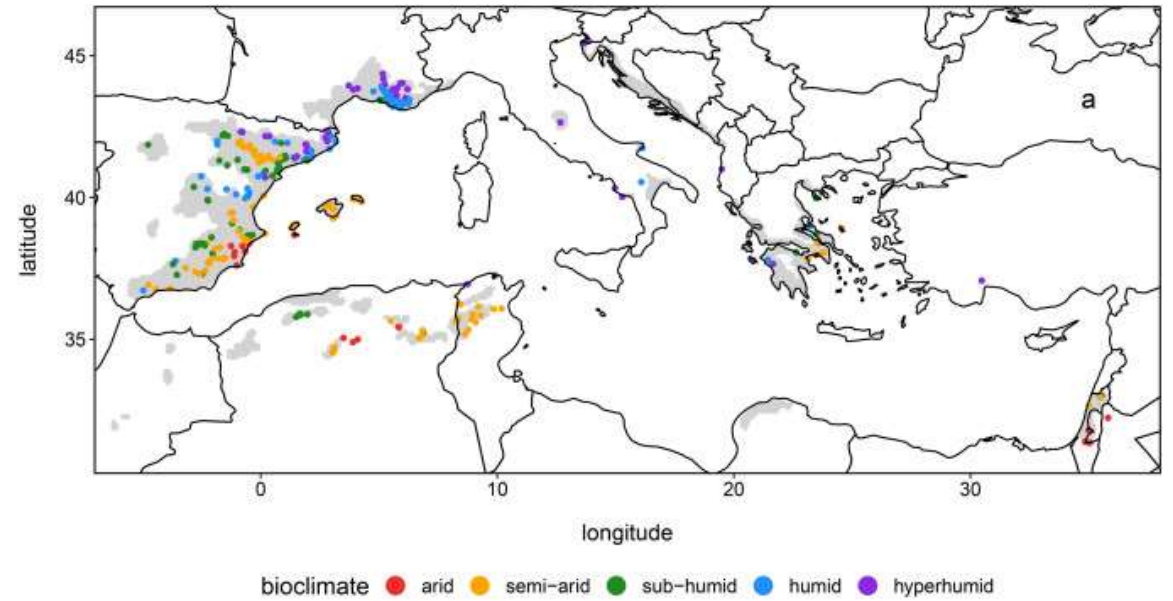 45
a
40
35
latitude
0 10 20 30
longitude
bioclimate arid semi−arid sub−humid humid hyperhumid